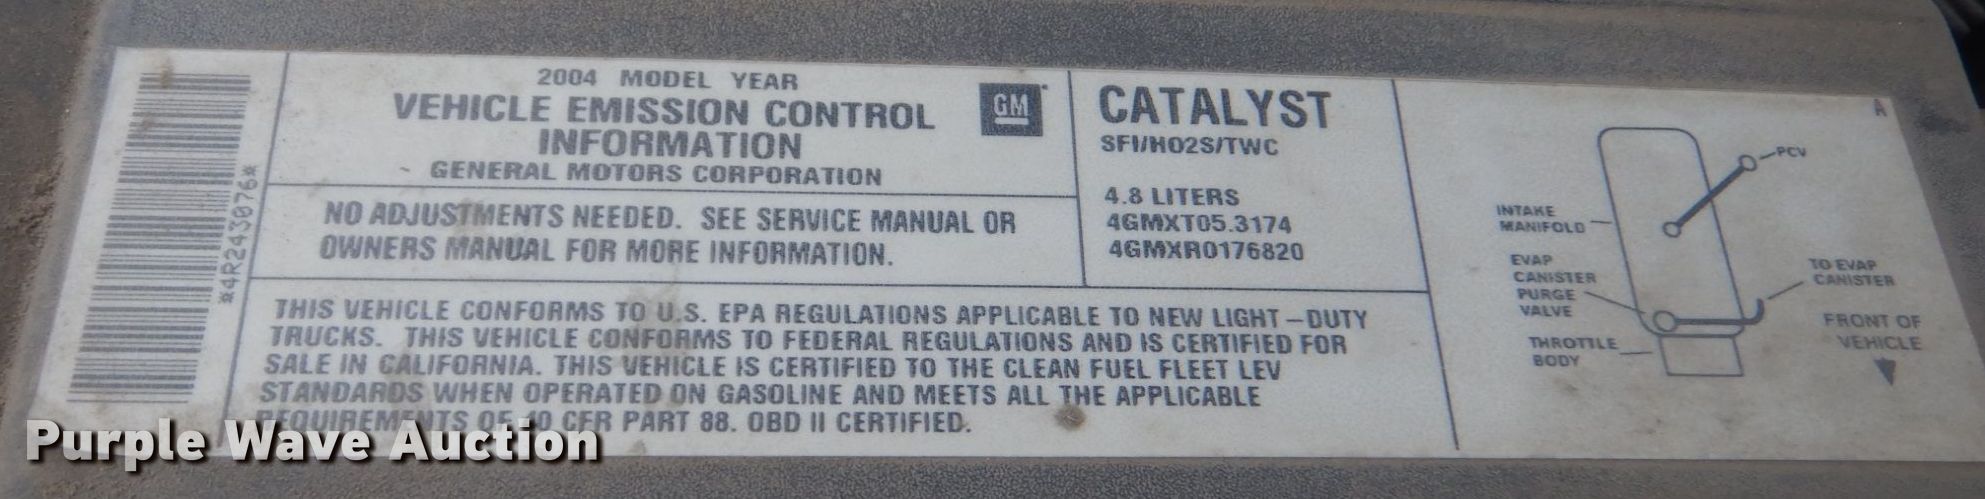 *4R243076*
2004 MODEL YEAR
VEHICLE EMISSION CONTROL
INFORMATION
GENERAL MOTORS CORPORATION
GM
NO ADJUSTMENTS NEEDED. SEE SERVICE MANUAL OR
OWNERS MANUAL FOR MORE INFORMATION.
CATALYST
SFI/HO2S/TWC
4.8 LITERS
4GMXT05.3174
4GMXR0176820
THIS VEHICLE CONFORMS TO U.S. EPA REGULATIONS APPLICABLE TO NEW LIGHT-DUTY
TRUCKS. THIS VEHICLE CONFORMS TO FEDERAL REGULATIONS AND IS CERTIFIED FOR
SALE IN CALIFORNIA. THIS VEHICLE IS CERTIFIED TO THE CLEAN FUEL FLEET LEV
STANDARDS WHEN OPERATED ON GASOLINE AND MEETS ALL THE APPLICABLE
REQUIREMENTS OF 40 CFR PART 88. OBD II CERTIFIED.
A
PCV
INTAKE
MANIFOLD
EVAP
CANISTER
PURGE
VALVE
THROTTLE
BODY
TO EVAP
CANISTER
FRONT OF
VEHICLE
Purple Wave Auction